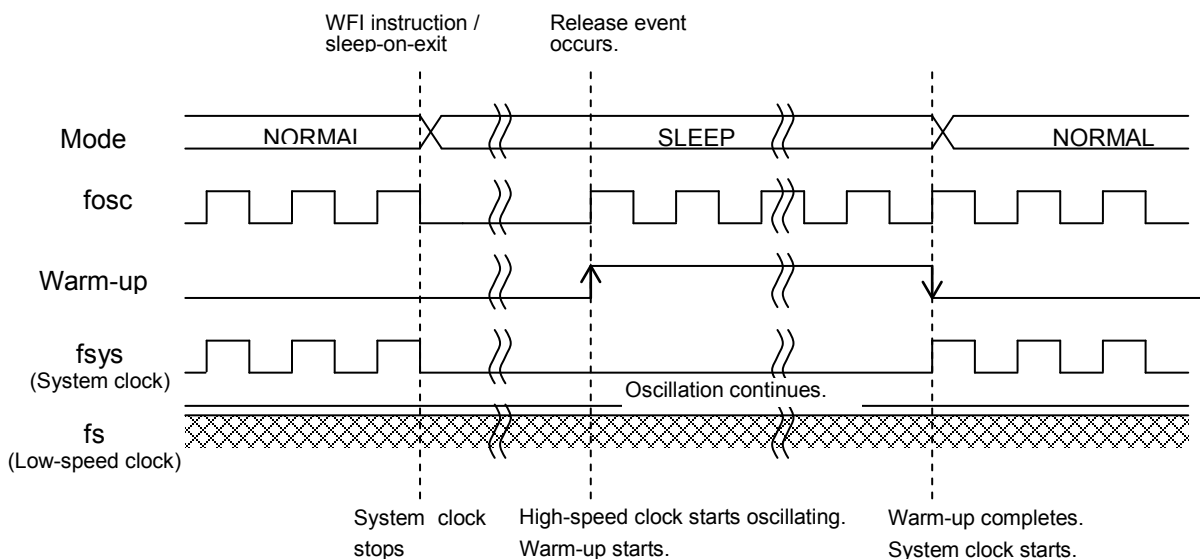 WFI instruction /
sleep-on-exit
Release event
occurs.
Mode
NORMAL
SLEEP
NORMAL
fosc
Warm-up
fsys
(System clock)
Oscillation continues.
fs
(Low-speed clock)
System clock
stops
High-speed clock starts oscillating.
Warm-up starts.
Warm-up completes.
System clock starts.